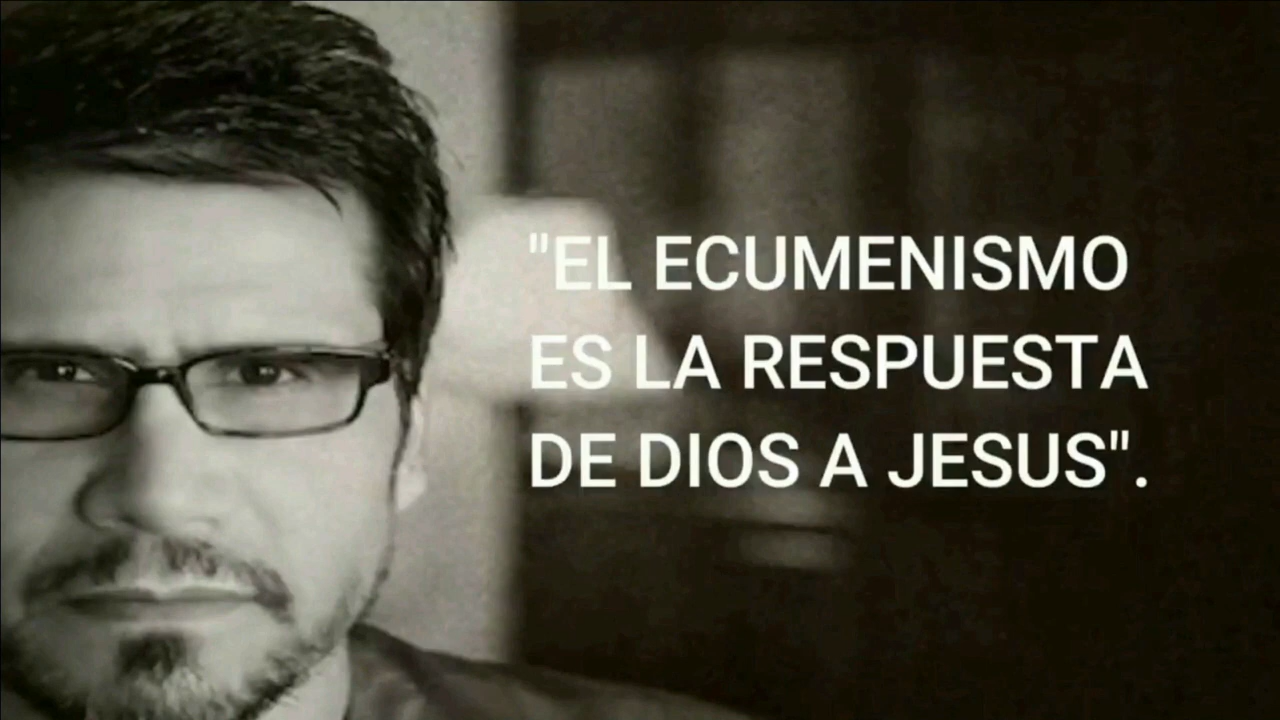 "EL ECUMENISMO
ES LA RESPUESTA
DE DIOS A JESUS".